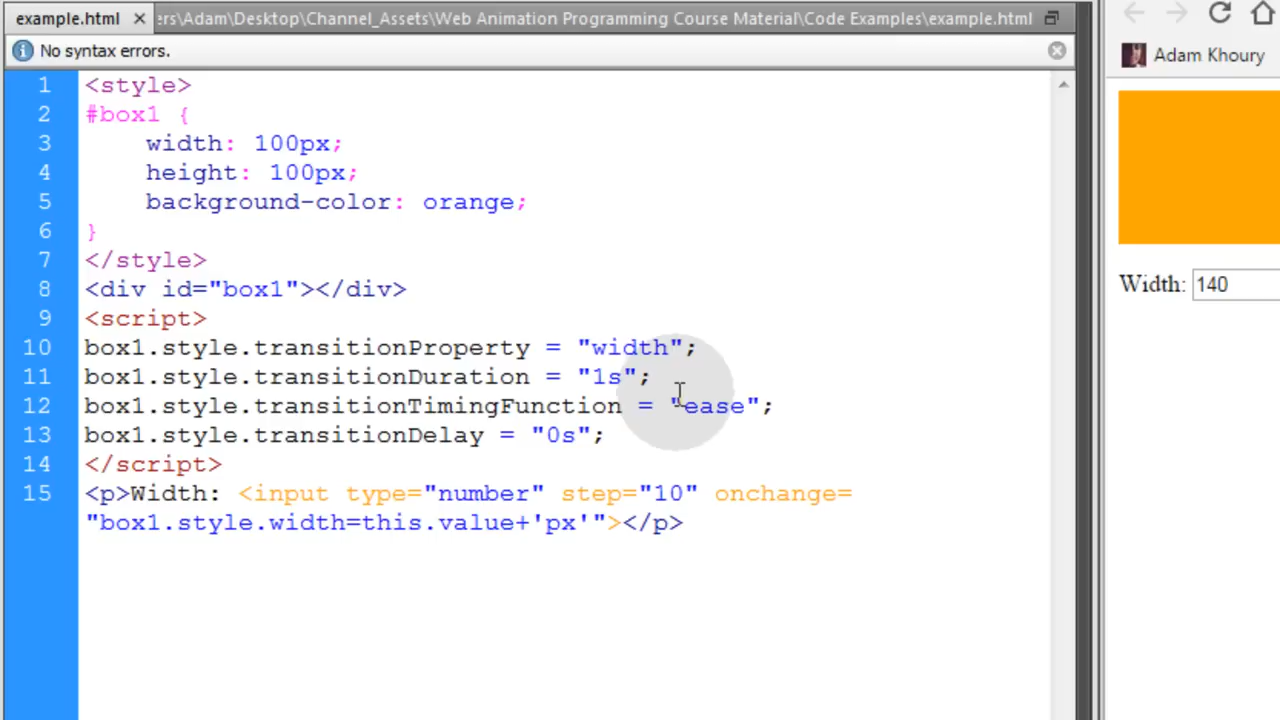 example.html
ers\Adam\Desktop\Channel_Assets\Web Animation Programming Course Material\Code Examples\example.html
No syntax errors.
Adam Khoury
1 <style>
2 #box1 {
3 width: 100px;
4 height: 100px;
5 background-color: orange;
6 }
7 </style>
8 <div id="box1"></div>
9 <script>
10 box1.style.transitionProperty = "width";
11 box1.style.transitionDuration = "1s";
12 box1.style.transitionTimingFunction = "ease";
13 box1.style.transitionDelay = "0s";
14 </script>
15 <p>Width: <input type="number" step="10" onchange=
"box1.style.width=this.value+'px'"></p>
Width: 140